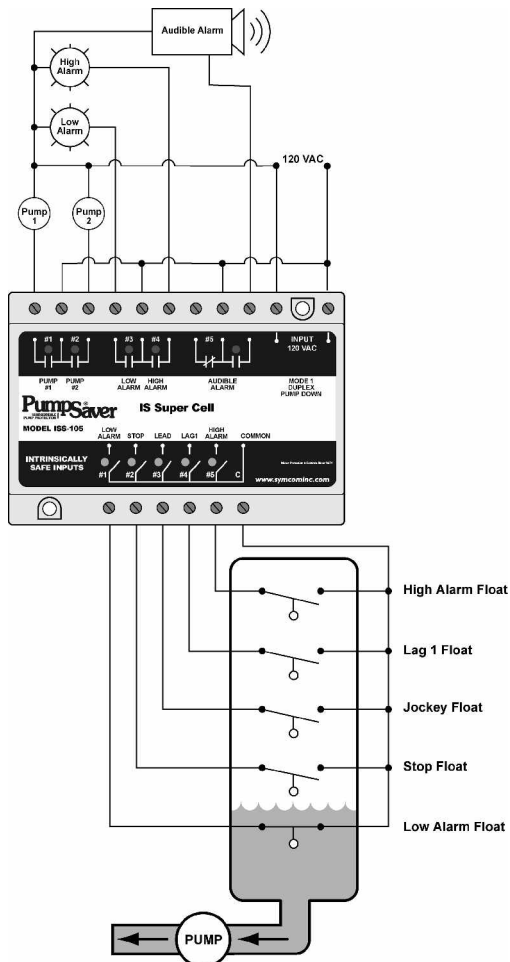 Audible Alarm
High
Alarm
Low
Alarm
120 VAC
Pump
1
Pump
2
#1 #2 #3 #4 #5 INPUT
120 VAC
PUMP
#1
PUMP
#2
LOW
ALARM
HIGH
ALARM
AUDIBLE
ALARM
MODE 1
DUPLEX
PUMP DOWN
PumpSaver®
IS Super Cell
MODEL ISS-105
LOW
ALARM
STOP
LEAD
LAG1
HIGH
ALARM
COMMON
INTRINSICALLY
SAFE INPUTS
#1 #2 #3 #4 #5 C
www.symcominc.com
High Alarm Float
Lag 1 Float
Jockey Float
Stop Float
Low Alarm Float
PUMP